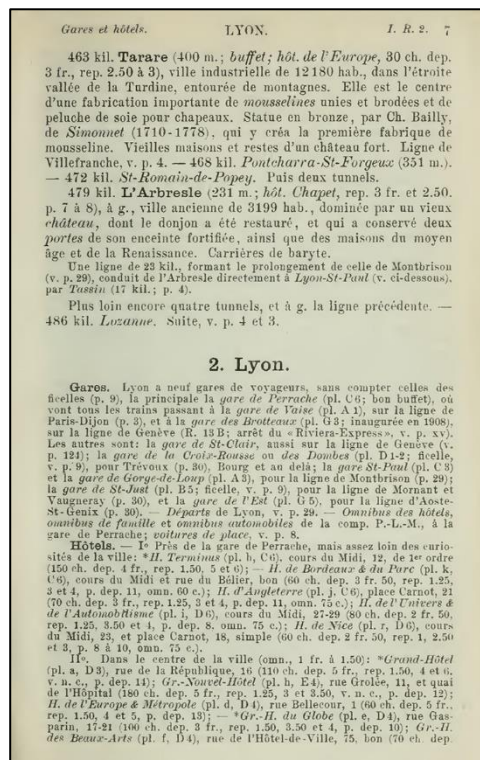 Gares et hôtels. LYON. I. R. 2. 7
463 kil. Tarare (400 m.; buffet; hôt. de l'Europe, 30 ch. dep.
3 fr., rep. 2.50 à 3), ville industrielle de 12 180 hab., dans l'étroite
vallée de la Turdine, entourée de montagnes. Elle est le centre
d'une fabrication importante de mousselines unies et brodées et de
peluche de soie pour chapeaux. Statue en bronze, par Ch. Bailly,
de Simonnet (1710-1778), qui y créa la première fabrique de
mousseline. Vieilles maisons et restes d'un château fort. Ligne de
Villefranche, v. p. 4. — 468 kil. Pontcharra-St-Forgeux (351 m.).
— 472 kil. St-Romain-de-Popey. Puis deux tunnels.
479 kil. L'Arbresle (231 m.; hôt. Chapet, rep. 3 fr. et 2.50.
p. 7 à 8), à g., ville ancienne de 3199 hab., dominée par un vieux
château, dont le donjon a été restauré, et qui a conservé deux
portes de son enceinte fortifiée, ainsi que des maisons du moyen
âge et de la Renaissance. Carrières de baryte.
Une ligne de 23 kil., formant le prolongement de celle de Montbrison
(v. p. 29), conduit de l'Arbresle directement à Lyon-St-Paul (v. ci-dessous),
par Tassin (17 kil.; p. 4).
Plus loin encore quatre tunnels, et à g. la ligne précédente. —
486 kil. Lozanne. Suite, v. p. 4 et 3.
2. Lyon.
Gares. Lyon a neuf gares de voyageurs, sans compter celles des
ficelles (p. 9), la principale la gare de Perrache (pl. C 6; bon buffet), où
vont tous les trains passant à la gare de Vaise (pl. A 1), sur la ligne de
Paris-Dijon (p. 3), et à la gare des Brotteaux (pl. G 3; inaugurée en 1908),
sur la ligne de Genève (R. 13 B; arrêt du «Riviera-Express», v. p. xv).
Les autres sont: la gare de St-Clair, aussi sur la ligne de Genève (v.
p. 124); la gare de la Croix-Rousse ou des Dombes (pl. D 1-2; ficelle,
v. p. 9), pour Trévoux (p. 30), Bourg et au delà; la gare St-Paul (pl. C 3)
et la gare de Gorge-de-Loup (pl. A 3), pour la ligne de Montbrison (p. 29);
la gare de St-Just (pl. B 5; ficelle, v. p. 9), pour la ligne de Mornant et
Vaugneray (p. 30), et la gare de l'Est (pl. G 5), pour la ligne d'Aoste-
St-Genix (p. 30). — Départs de Lyon, v. p. 29. — Omnibus des hôtels,
omnibus de famille et omnibus automobiles de la comp. P.-L.-M., à la
gare de Perrache; voitures de place, v. p. 8.
Hôtels. — I° Près de la gare de Perrache, mais assez loin des curio-
sités de la ville: *H. Terminus (pl. h, C 6), cours du Midi, 12, de 1er ordre
(150 ch. dep. 4 fr., rep. 1.50, 5 et 6); — H. de Bordeaux & du Parc (pl. k,
C 6), cours du Midi et rue du Bélier, bon (60 ch. dep. 3 fr. 50, rep. 1.25,
3 et 4, p. dep. 11, omn. 60 c.); H. d'Angleterre (pl. j, C 6), place Carnot, 21
(70 ch. dep. 3 fr., rep. 1.25, 3 et 4, p. dep. 11, omn. 75 c.); H. de l'Univers &
de l'Automobilisme (pl. i, D 6), cours du Midi, 27-29 (80 ch. dep. 2 fr. 50,
rep. 1.25, 3.50 et 4, p. dep. 8. omn. 75 c.); H. de Nice (pl. r, D 6), cours
du Midi, 23, et place Carnot, 18, simple (60 ch. dep. 2 fr. 50, rep. 1, 2.50
et 3, p. 8 à 10, omn. 75 c.).
II°. Dans le centre de la ville (omn., 1 fr. à 1.50): *Grand-Hôtel
(pl. a, D 3), rue de la République, 16 (110 ch. dep. 5 fr., rep. 1.50, 4 et 6,
v. n. c., p. dep. 14); Gr.-Nouvel-Hôtel (pl. h, E 4), rue Grolée, 11, et quai
de l'Hôpital (180 ch. dep. 5 fr., rep. 1.25, 3 et 3.50, v. n. c., p. dep. 12);
H. de l'Europe & Métropole (pl. d, D 4), rue Bellecour, 1 (60 ch. dep. 5 fr.,
rep. 1.50, 4 et 5, p. dep. 13); — *Gr.-H. du Globe (pl. e, D 4), rue Gas-
parin, 17-21 (100 ch. dep. 3 fr., rep. 1.50, 3.50 et 4, p. dep. 10); Gr.-H.
des Beaux-Arts (pl. f, D 4), rue de l'Hôtel-de-Ville, 75, bon (70 ch. dep.